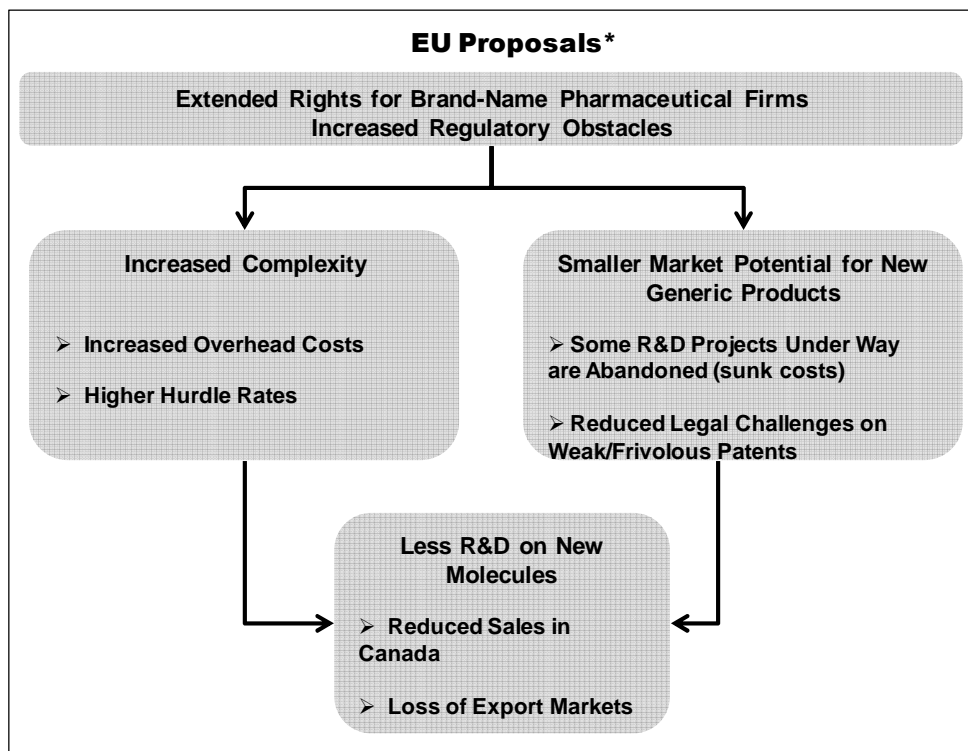 EU Proposals*
Extended Rights for Brand-Name Pharmaceutical Firms
Increased Regulatory Obstacles
Increased Complexity
➢ Increased Overhead Costs
➢ Higher Hurdle Rates
Smaller Market Potential for New
Generic Products
➢ Some R&D Projects Under Way
are Abandoned (sunk costs)
➢ Reduced Legal Challenges on
Weak/Frivolous Patents
Less R&D on New
Molecules
➢ Reduced Sales in
Canada
➢ Loss of Export Markets